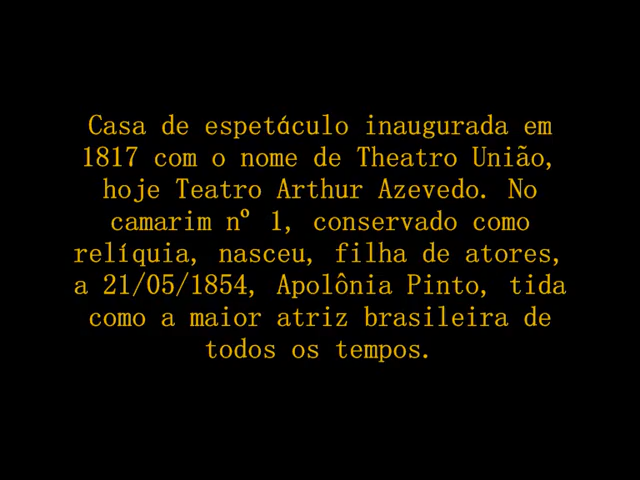 Casa de espetáculo inaugurada em
1817 com o nome de Theatro União,
hoje Teatro Arthur Azevedo. No
camarim nº 1, conservado como
relíquia, nasceu, filha de atores,
a 21/05/1854, Apolônia Pinto, tida
como a maior atriz brasileira de
todos os tempos.